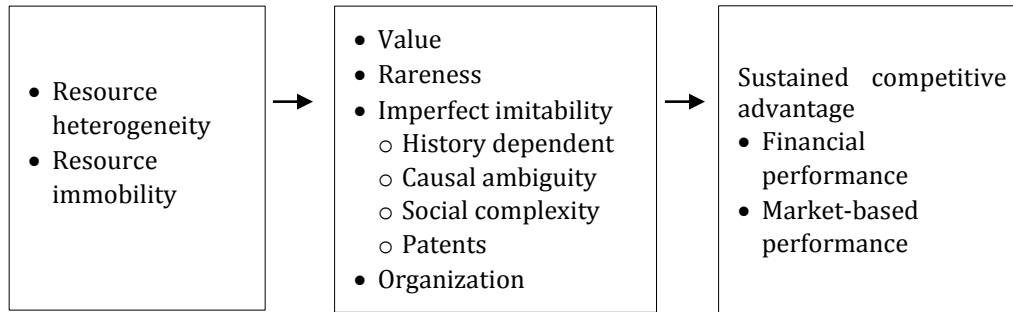 • Resource
heterogeneity
• Resource
immobility
• Value
• Rareness
• Imperfect imitability
o History dependent
o Causal ambiguity
o Social complexity
o Patents
• Organization
Sustained competitive
advantage
• Financial
performance
• Market-based
performance